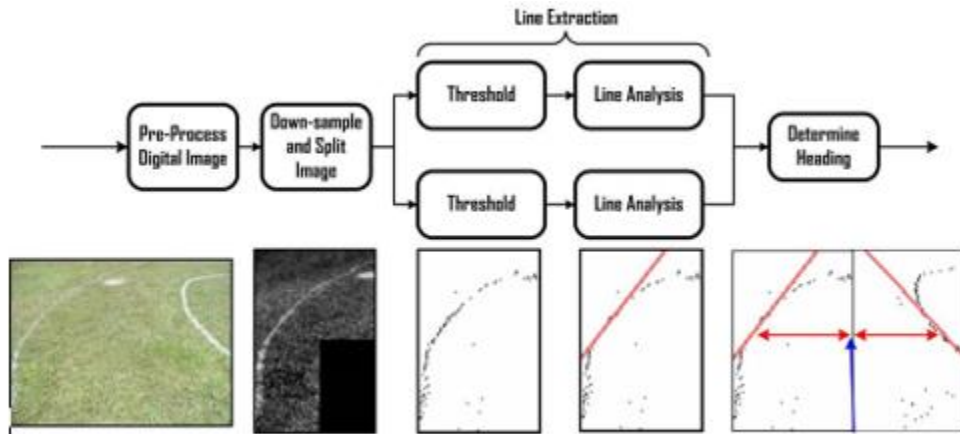 Line Extraction
Threshold
Line Analysis
Pre-Process
Digital Image
Down-sample
and Split
Image
Determine
Heading
Threshold
Line Analysis